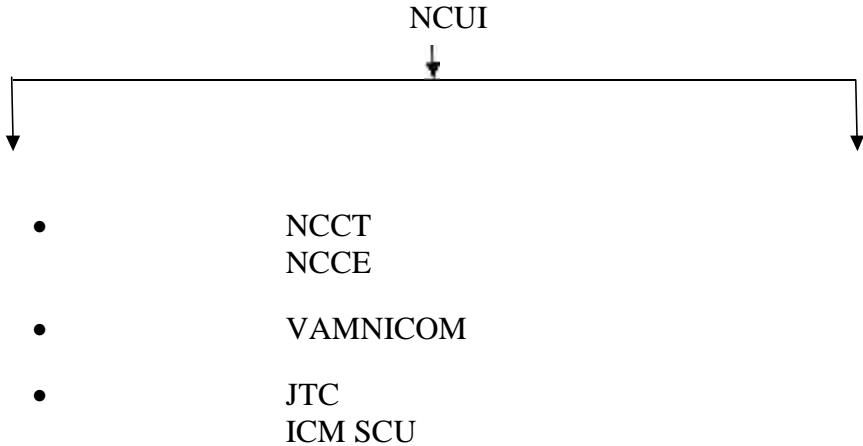 NCUI
• NCCT
NCCE
• VAMNICOM
• JTC
ICM SCU